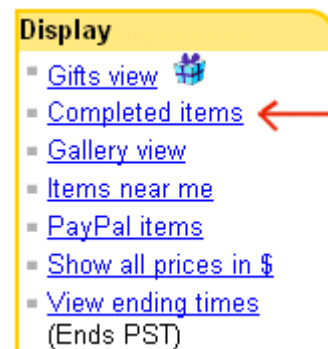 Display
Gifts view
Completed items
Gallery view
Items near me
PayPal items
Show all prices in $
View ending times
(Ends PST)